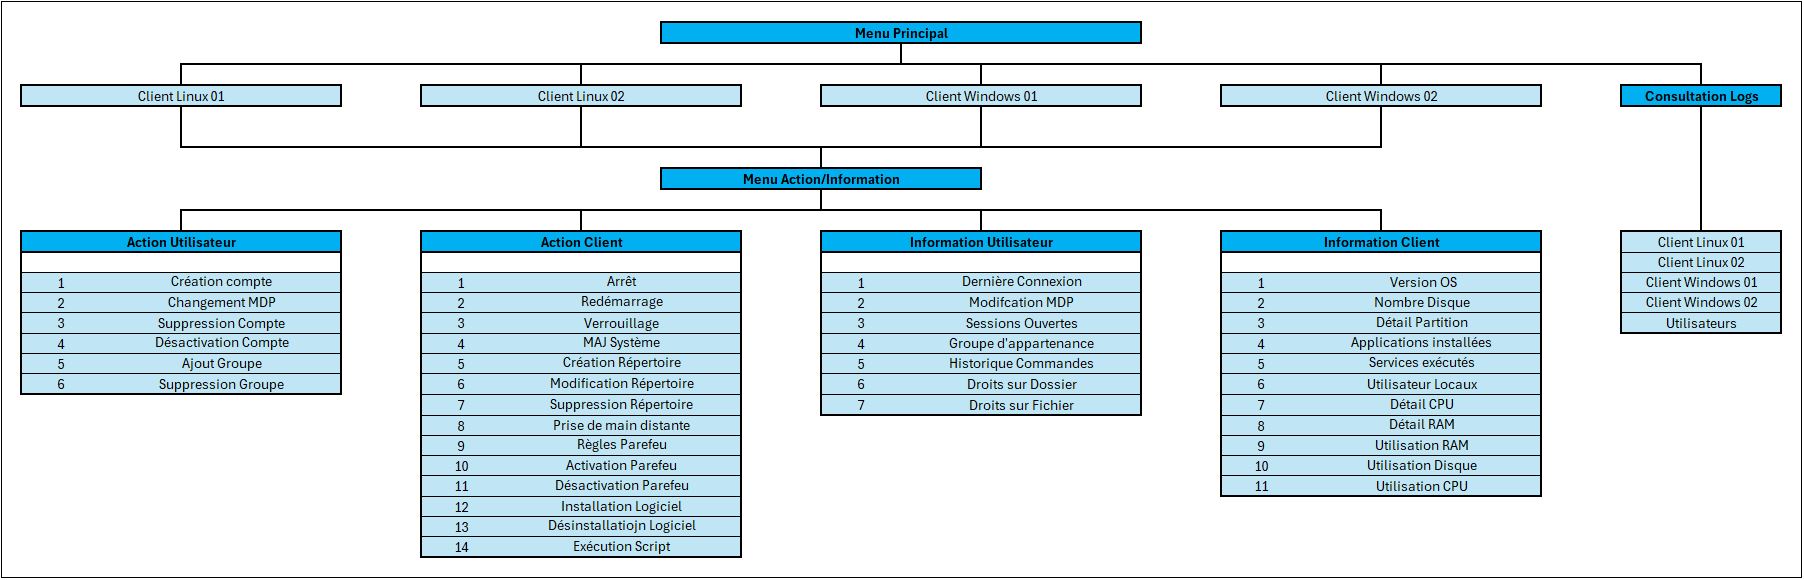 Menu Principal
Client Linux 01
Client Linux 02
Client Windows 01
Client Windows 02
Consultation Logs
Menu Action/Information
Action Utilisateur
1 Création compte
2 Changement MDP
3 Suppression Compte
4 Désactivation Compte
5 Ajout Groupe
6 Suppression Groupe
Action Client
1 Arrêt
2 Redémarrage
3 Verrouillage
4 MAJ Système
5 Création Répertoire
6 Modification Répertoire
7 Suppression Répertoire
8 Prise de main distante
9 Règles Parefeu
10 Activation Parefeu
11 Désactivation Parefeu
12 Installation Logiciel
13 Désinstallatiojn Logiciel
14 Exécution Script
Information Utilisateur
1 Dernière Connexion
2 Modifcation MDP
3 Sessions Ouvertes
4 Groupe d'appartenance
5 Historique Commandes
6 Droits sur Dossier
7 Droits sur Fichier
Information Client
1 Version OS
2 Nombre Disque
3 Détail Partition
4 Applications installées
5 Services exécutés
6 Utilisateur Locaux
7 Détail CPU
8 Détail RAM
9 Utilisation RAM
10 Utilisation Disque
11 Utilisation CPU
Client Linux 01
Client Linux 02
Client Windows 01
Client Windows 02
Utilisateurs